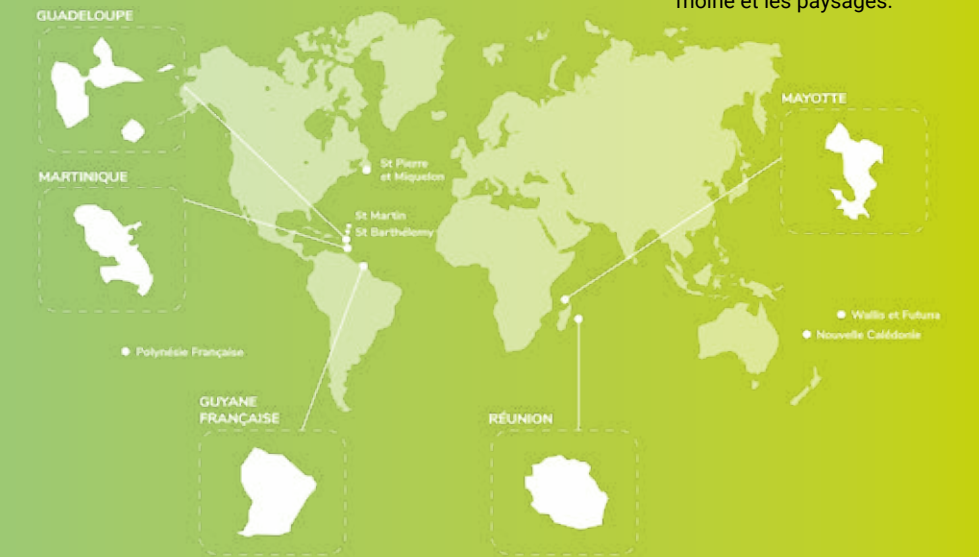 moine et les paysages.
GUADELOUPE
MAYOTTE
St Pierre
et Miquelon
MARTINIQUE
St Martin
St Barthélemy
Wallis et Futuna
Nouvelle Calédonie
Polynésie Française
GUYANE
FRANÇAISE
RÉUNION